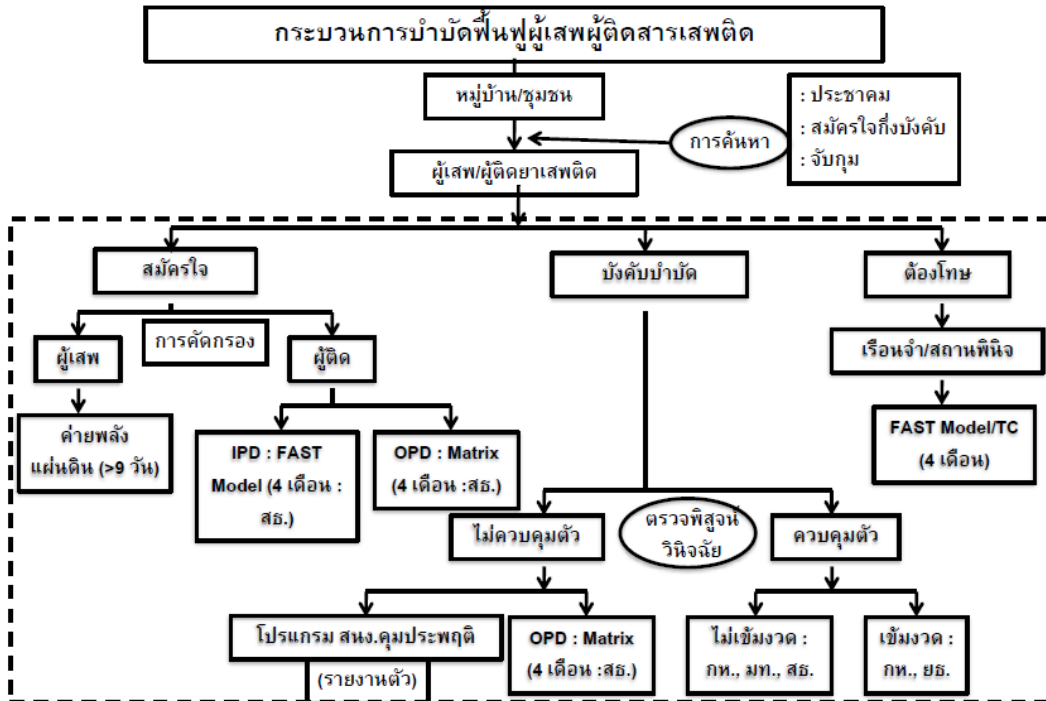 กระบวนการบำบัดฟื้นฟูผู้เสพผู้ติดสารเสพติด
หมู่บ้าน/ชุมชน
การค้นหา
: ประชาคม
: สมัครใจกึ่งบังคับ
: จับกุม
ผู้เสพ/ผู้ติดยาเสพติด
สมัครใจ
บังคับบำบัด
ต้องโทษ
ผู้เสพ
การคัดกรอง
ผู้ติด
เรือนจำ/สถานพินิจ
ค่ายพลัง
แผ่นดิน (>9 วัน)
IPD : FAST
Model (4 เดือน :
สธ.)
OPD : Matrix
(4 เดือน :สธ.)
FAST Model/TC
(4 เดือน)
ไม่ควบคุมตัว
ตรวจพิสูจน์
วินิจฉัย
ควบคุมตัว
โปรแกรม สนง.คุมประพฤติ
(รายงานตัว)
OPD : Matrix
(4 เดือน :สธ.)
ไม่เข้มงวด :
กห., มท., สธ.
เข้มงวด :
กห., ยธ.